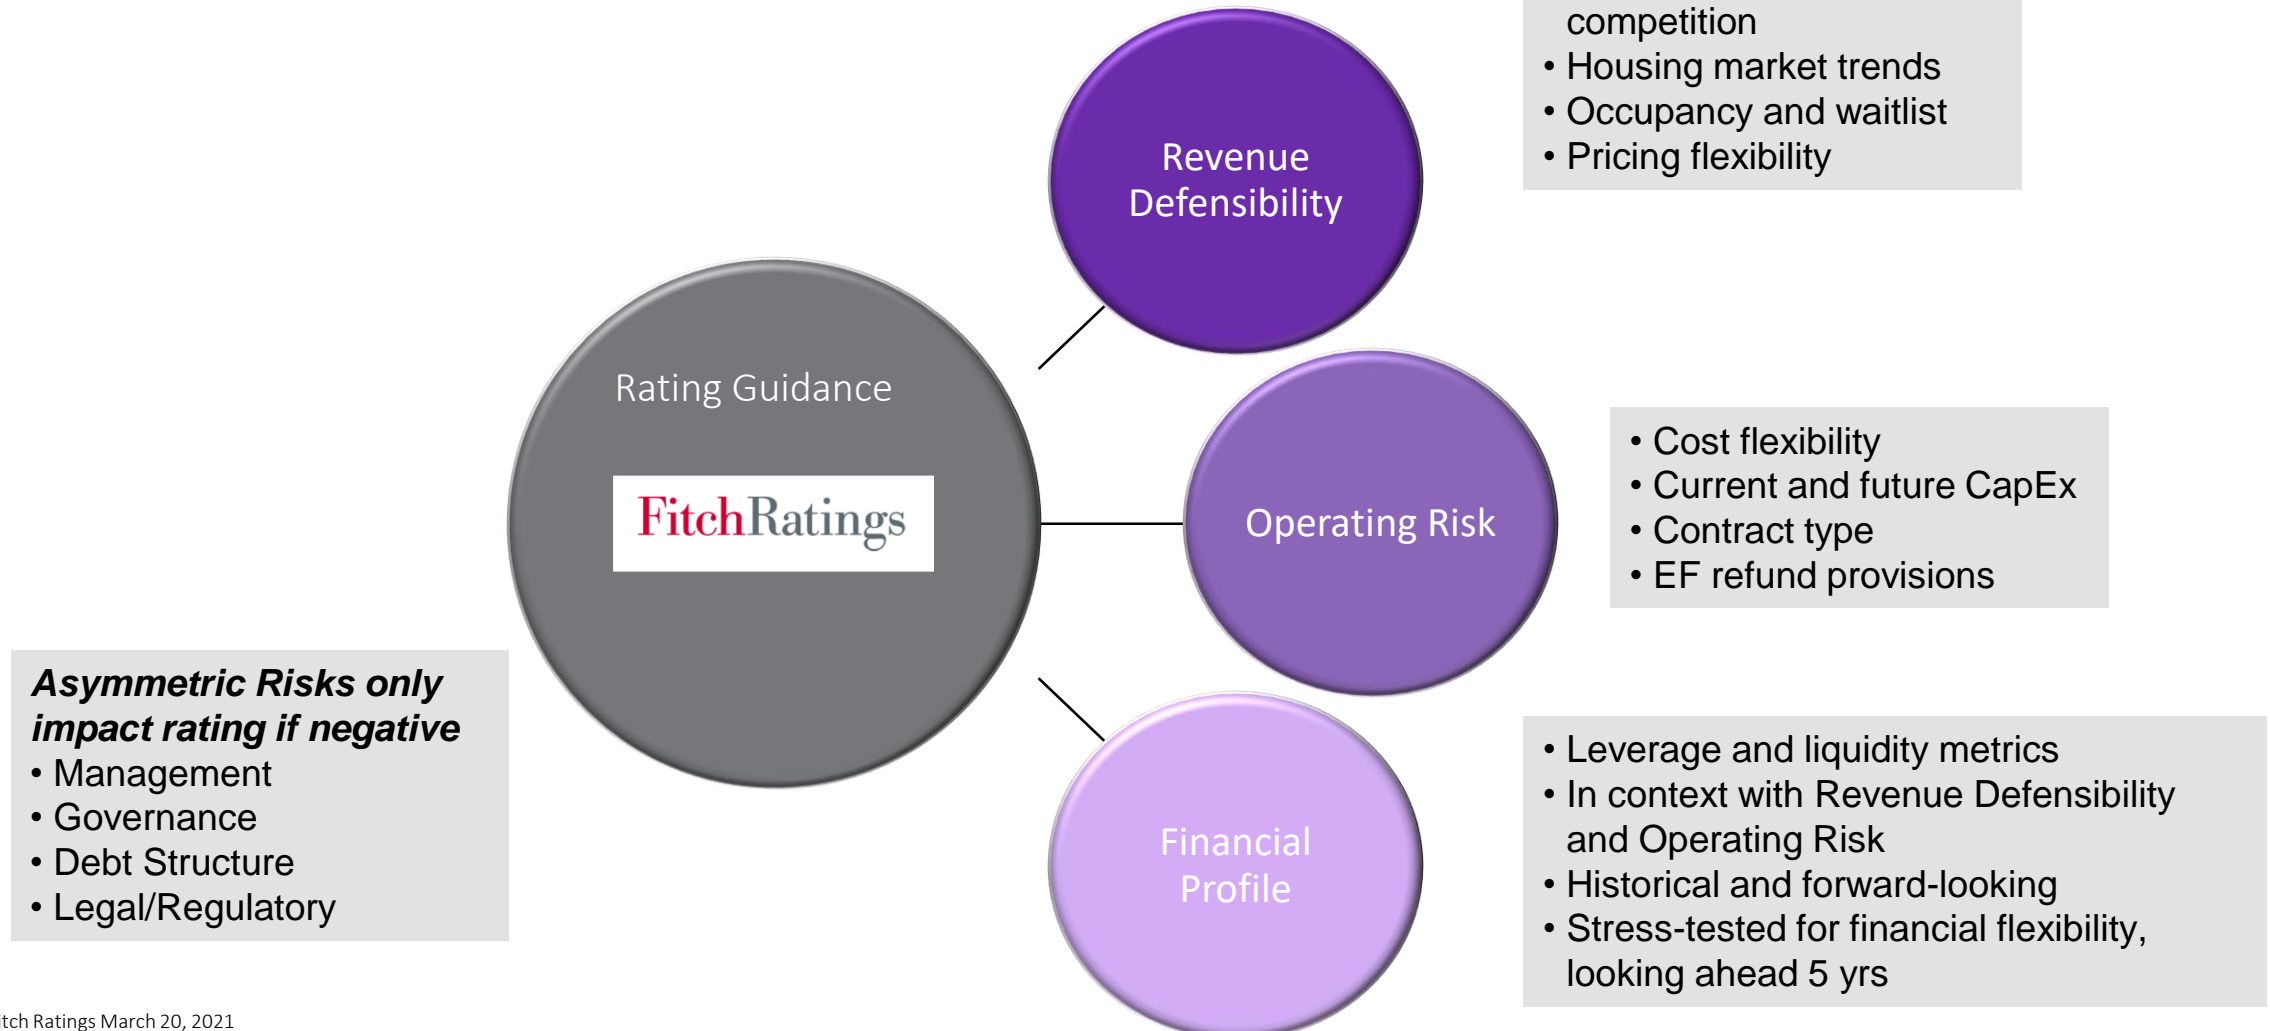 competition
• Housing market trends
• Occupancy and waitlist
• Pricing flexibility
Revenue
Defensibility
Rating Guidance
FitchRatings
Operating Risk
• Cost flexibility
• Current and future CapEx
• Contract type
• EF refund provisions
Asymmetric Risks only
impact rating if negative
• Management
• Governance
• Debt Structure
• Legal/Regulatory
Financial
Profile
• Leverage and liquidity metrics
• In context with Revenue Defensibility
and Operating Risk
• Historical and forward-looking
• Stress-tested for financial flexibility,
looking ahead 5 yrs
itch Ratings March 20, 2021